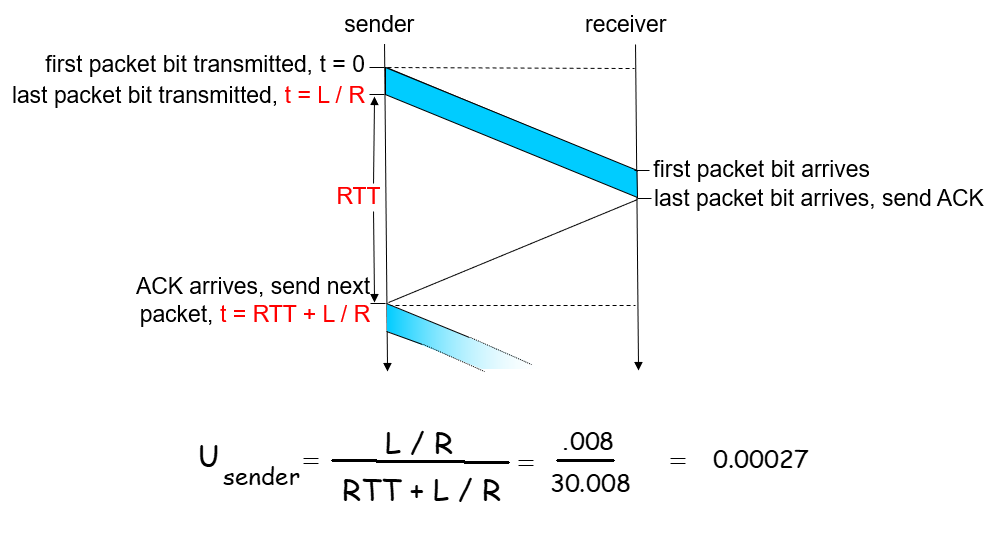 sender
receiver
first packet bit transmitted, t = 0
last packet bit transmitted, t = L / R
first packet bit arrives
RTT
last packet bit arrives, send ACK
ACK arrives, send next
packet, t = RTT + L / R
U sender = L / R / RTT + L / R = .008 / 30.008 = 0.00027